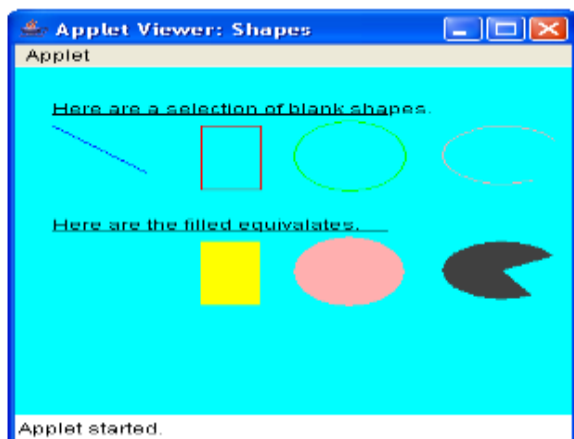 Applet Viewer: Shapes
Applet
Here are a selection of blank shapes.
Here are the filled equivalates.
Applet started.